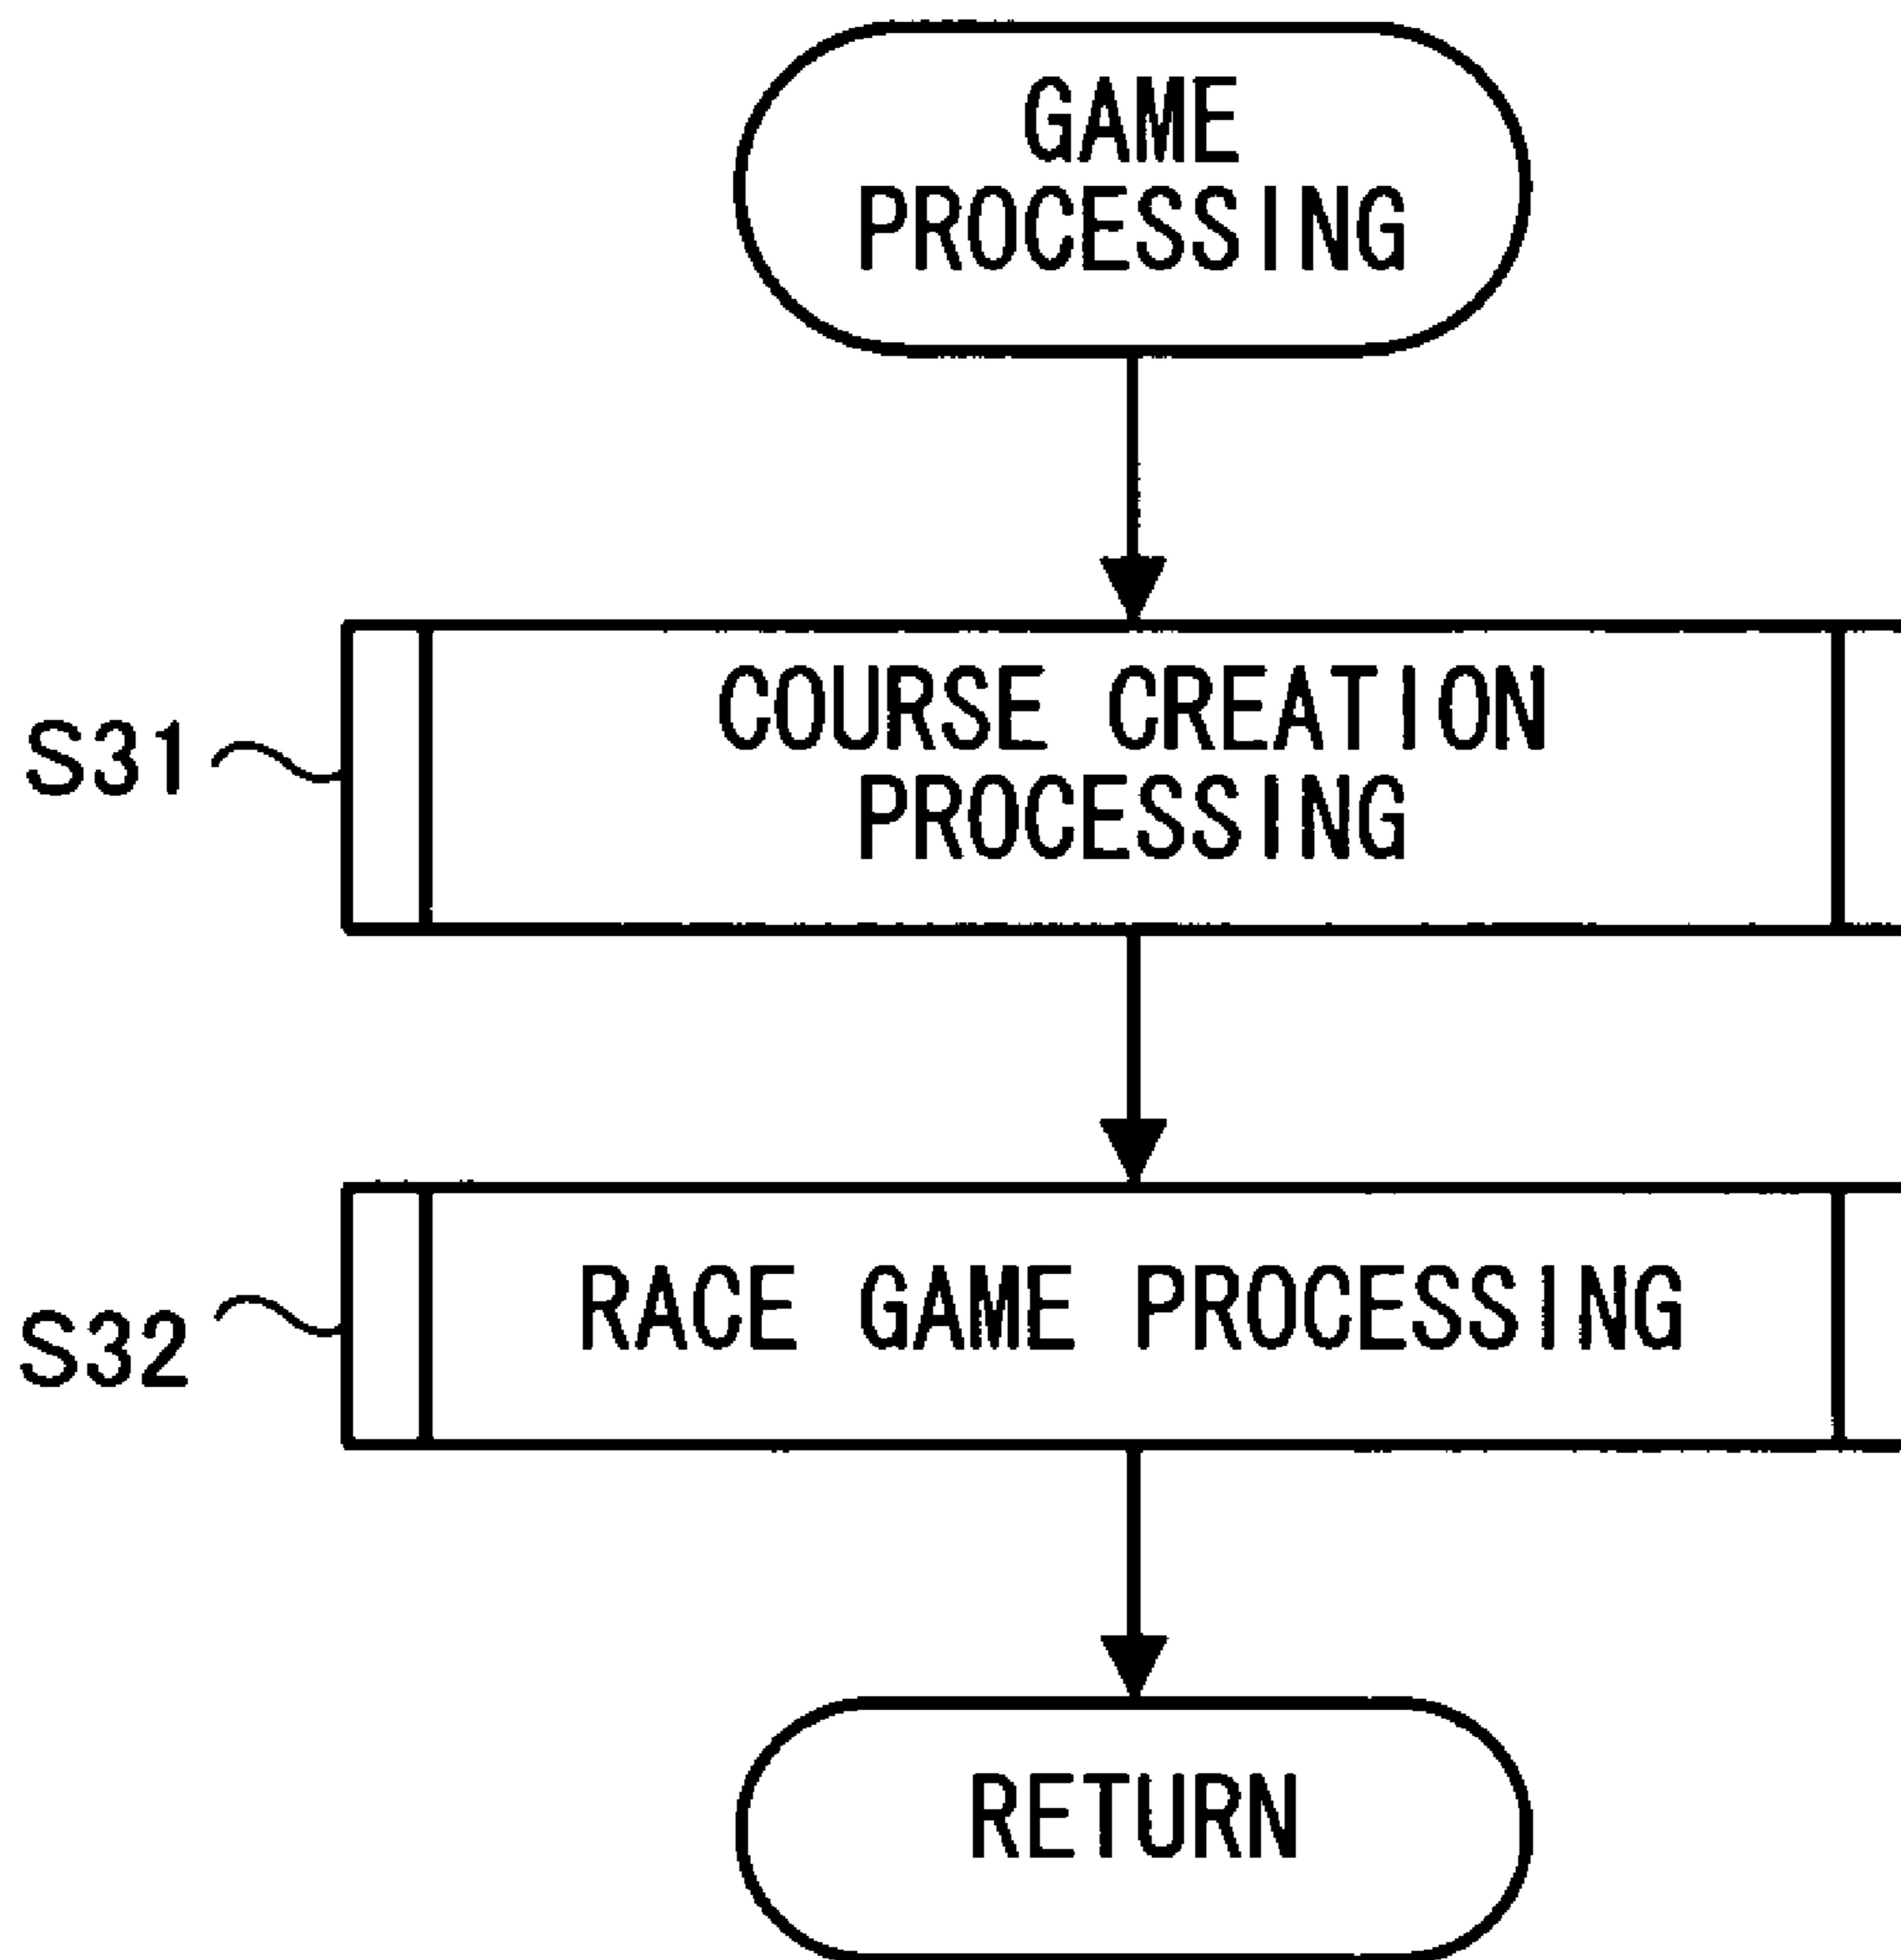 GAME
PROCESSING
S31
COURSE CREATION
PROCESSING
S32
RACE GAME PROCESSING
RETURN